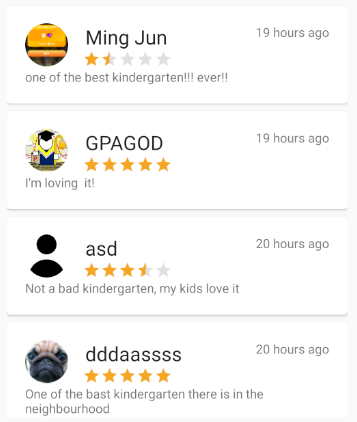 Ming Jun
19 hours ago
one of the best kindergarten!!! ever!!
GPAGOD
19 hours ago
I'm loving  it!
asd
20 hours ago
Not a bad kindergarten, my kids love it
dddaassss
20 hours ago
One of the bast kindergarten there is in the
neighbourhood